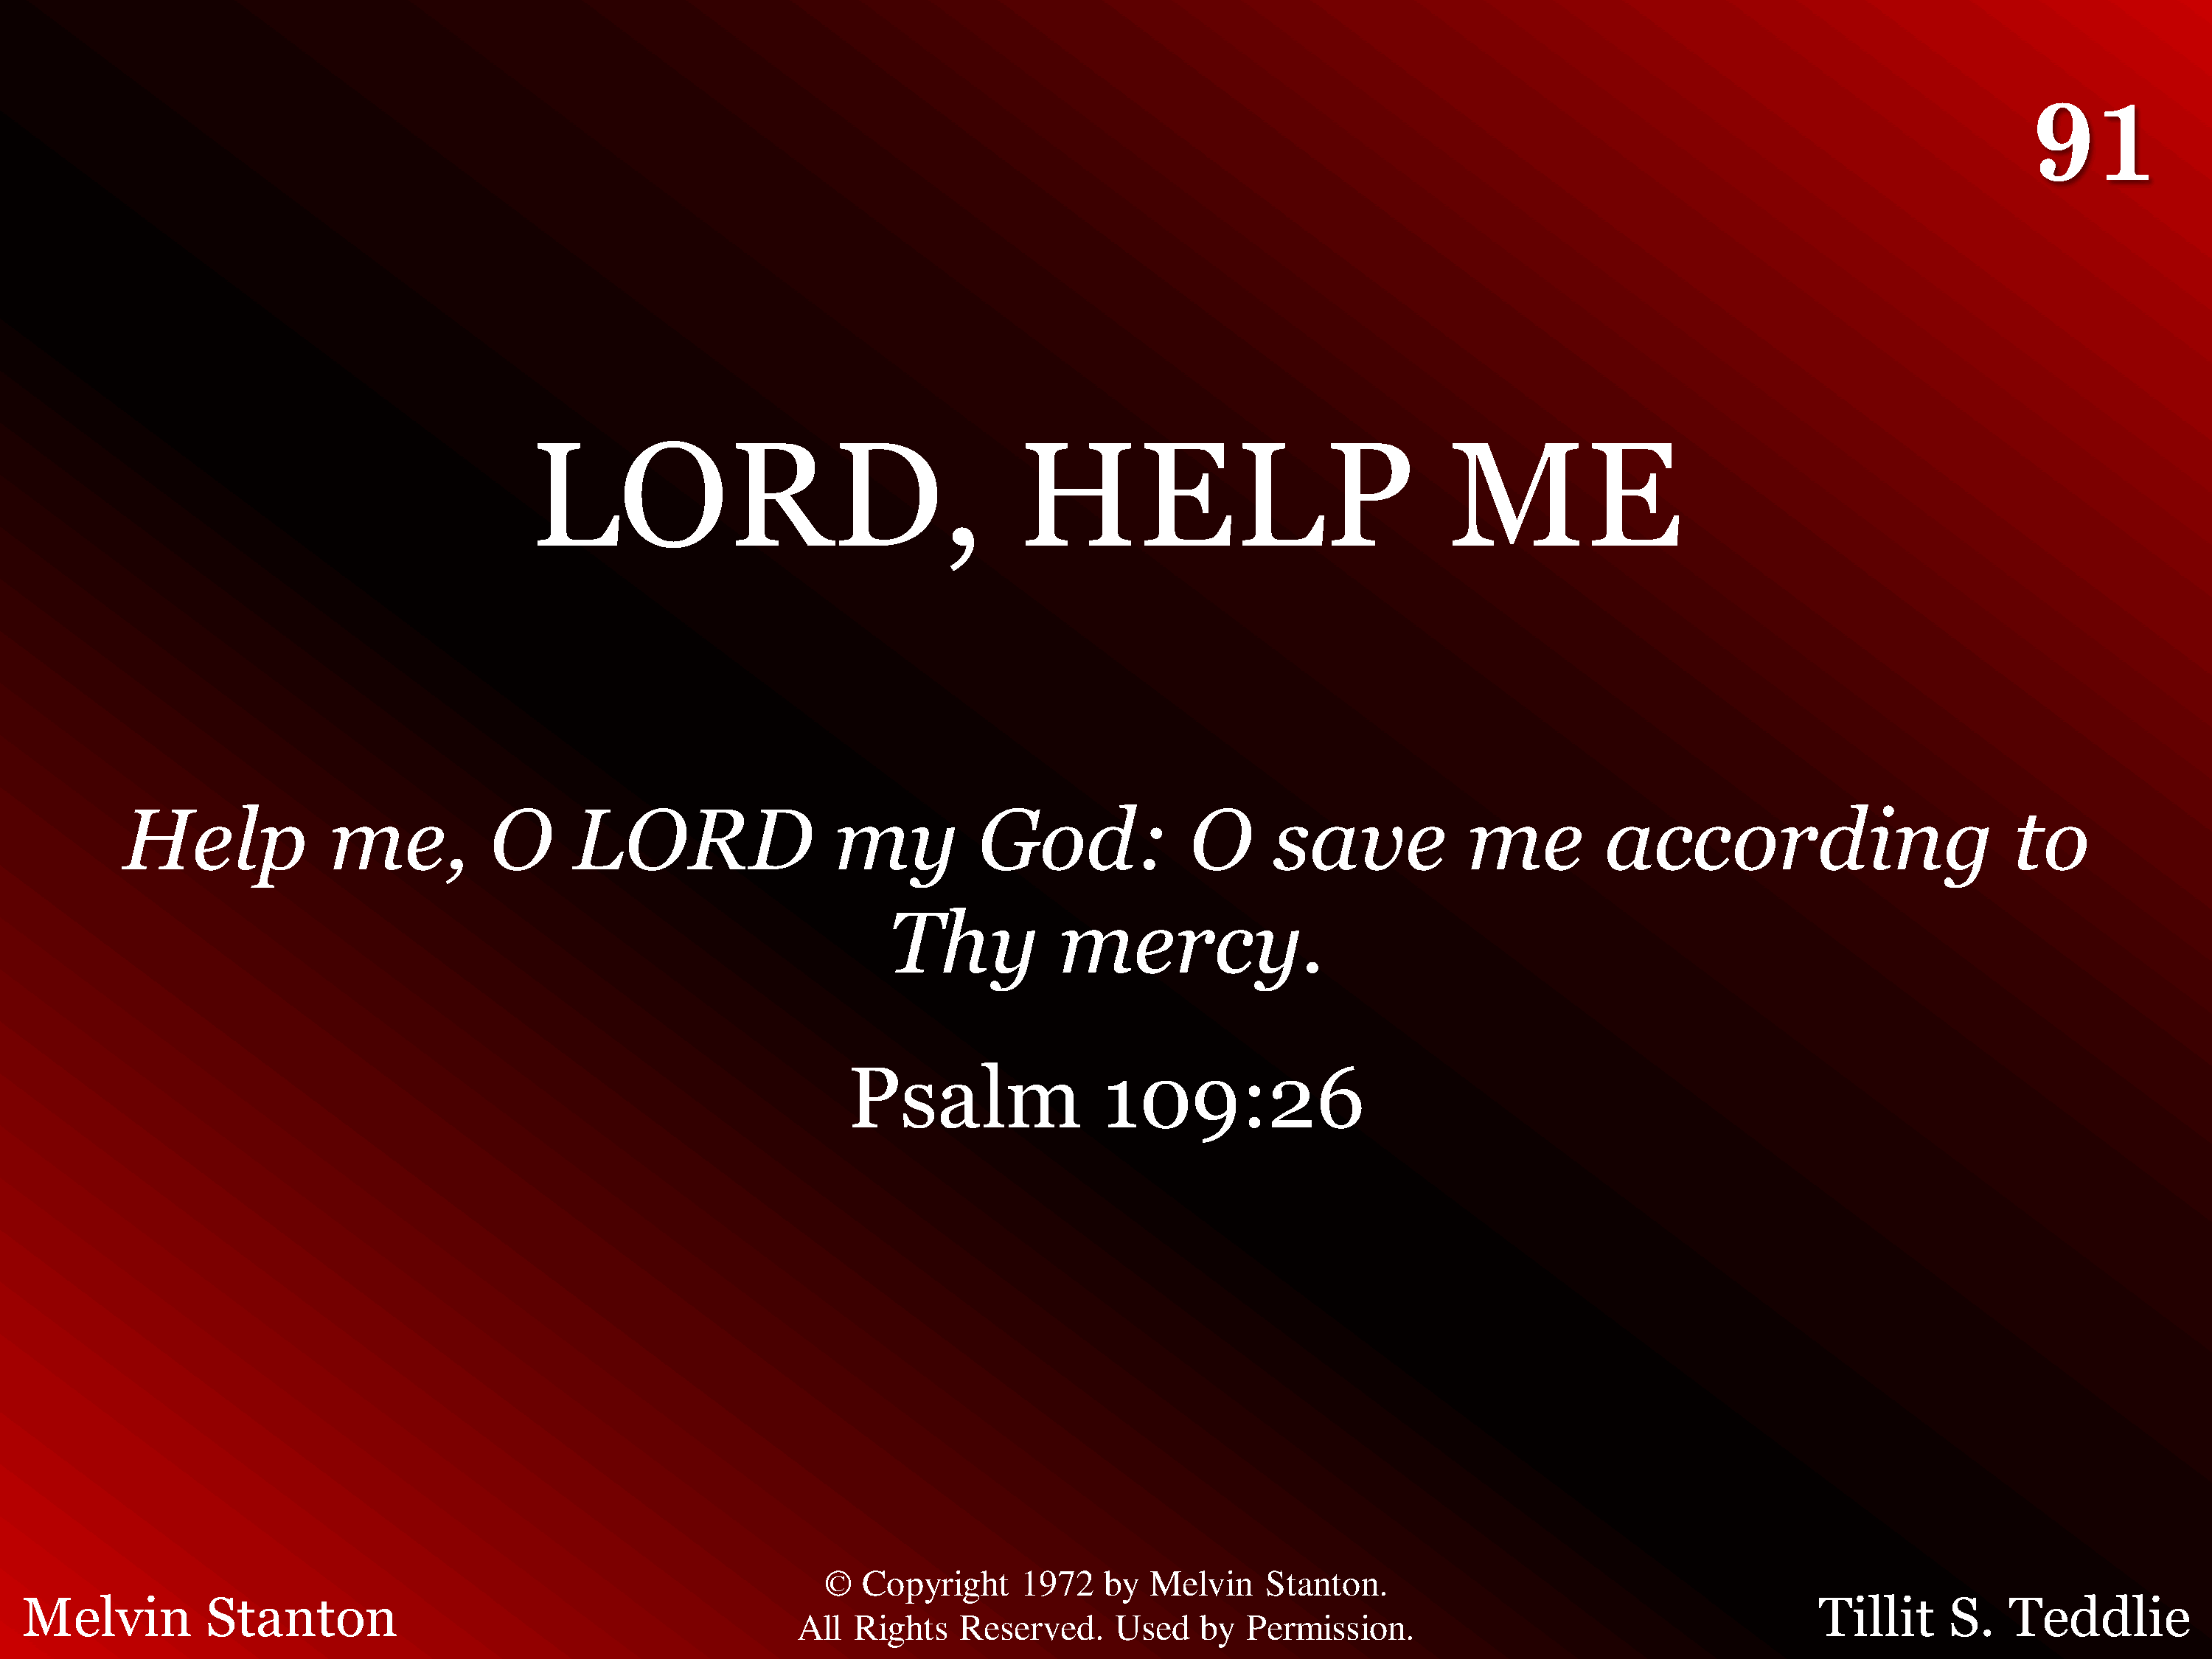 91
LORD, HELP ME
Help me, O LORD my God: O save me according to
Thy mercy.
Psalm 109:26
Melvin Stanton
© Copyright 1972 by Melvin Stanton.
All Rights Reserved. Used by Permission.
Tillit S. Teddlie